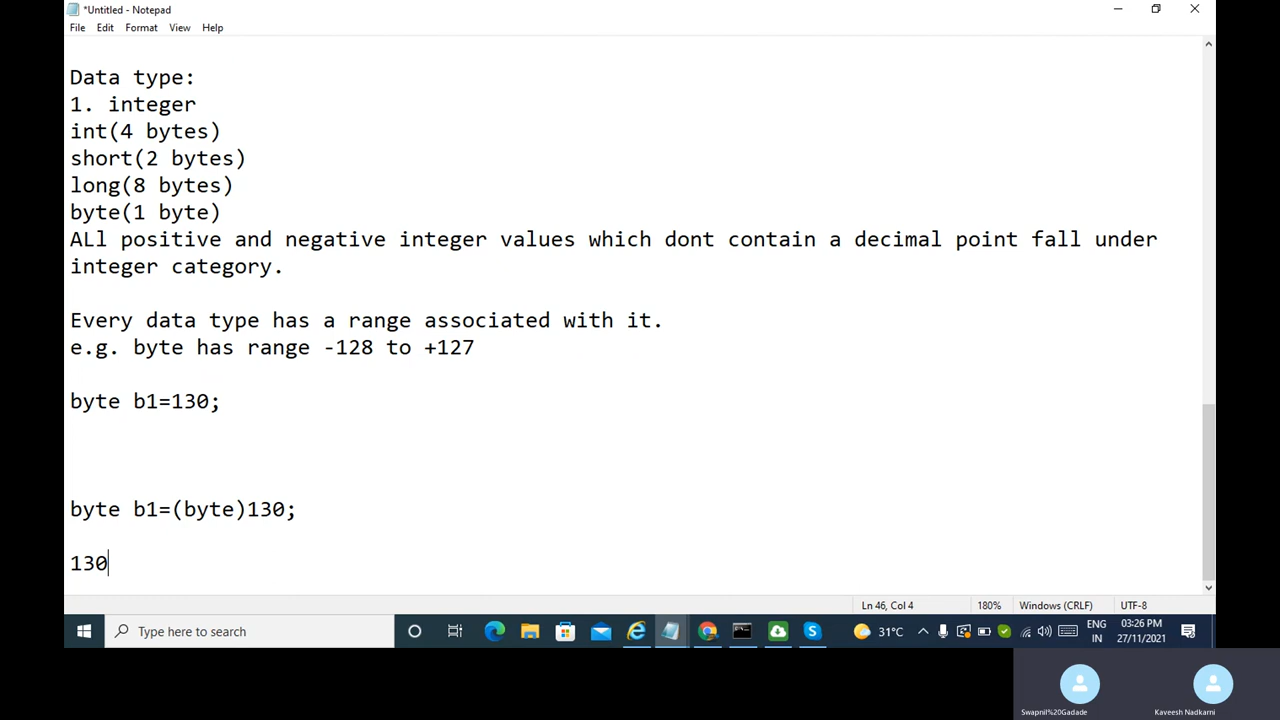 *Untitled - Notepad
File Edit Format View Help
Data type:
1. integer
int(4 bytes)
short(2 bytes)
long(8 bytes)
byte(1 byte)
ALl positive and negative integer values which dont contain a decimal point fall under
integer category.
Every data type has a range associated with it.
e.g. byte has range -128 to +127
byte b1=130;
byte b1=(byte)130;
130
Ln 46, Col 4 180% Windows (CRLF) UTF-8
Type here to search 31°C ENG IN 03:26 PM 27/11/2021
Swapnil%20Gadade Kaveesh Nadkarni